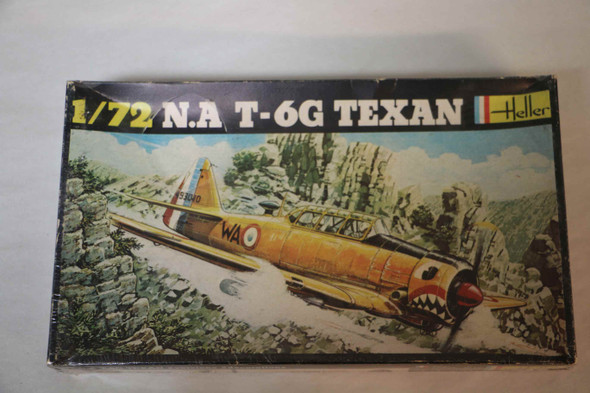 1/72 N.A T-6G TEXAN Heller
WA